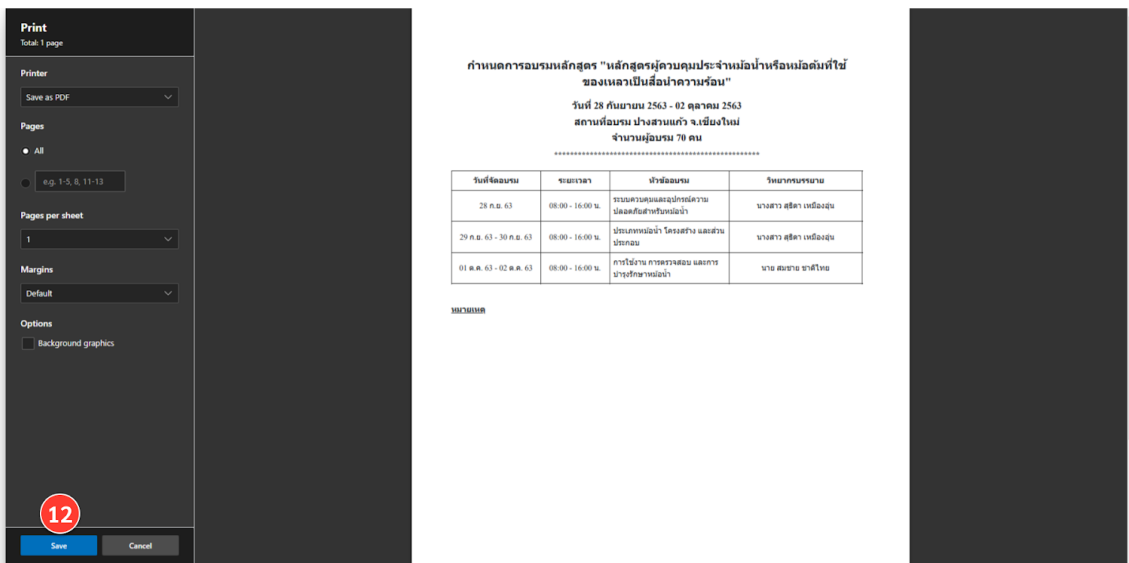 Print
Total: 1 page
Printer
Save as PDF
Pages
All
e.g. 1-5, 8, 11-13
Pages per sheet
1
Margins
Default
Options
Background graphics
12
Save Cancel
กำหนดการอบรมหลักสูตร "หลักสูตรผู้ควบคุมประจำหม้อน้ำหรือหม้อต้มที่ใช้
ของเหลวเป็นสื่อนำความร้อน"
วันที่ 28 กันยายน 2563 - 02 ตุลาคม 2563
สถานที่อบรม ปางสวนแก้ว จ.เชียงใหม่
จำนวนผู้อบรม 70 คน
วันที่จัดอบรม ระยะเวลา หัวข้ออบรม วิทยากรบรรยาย
28 ก.ย. 63 08:00 - 16:00 น. ระบบควบคุมและอุปกรณ์ความ นางสาว สุธิดา เหมืองอุ่น
ปลอดภัยสำหรับหม้อน้ำ
29 ก.ย. 63 - 30 ก.ย. 63 08:00 - 16:00 น. ประเภทหม้อน้ำ โครงสร้าง และส่วน นางสาว สุธิดา เหมืองอุ่น
ประกอบ
01 ต.ค. 63 - 02 ต.ค. 63 08:00 - 16:00 น. การใช้งาน การตรวจสอบ และการ นาย สมชาย ชาติไทย
บำรุงรักษาหม้อน้ำ
หมายเหตุ